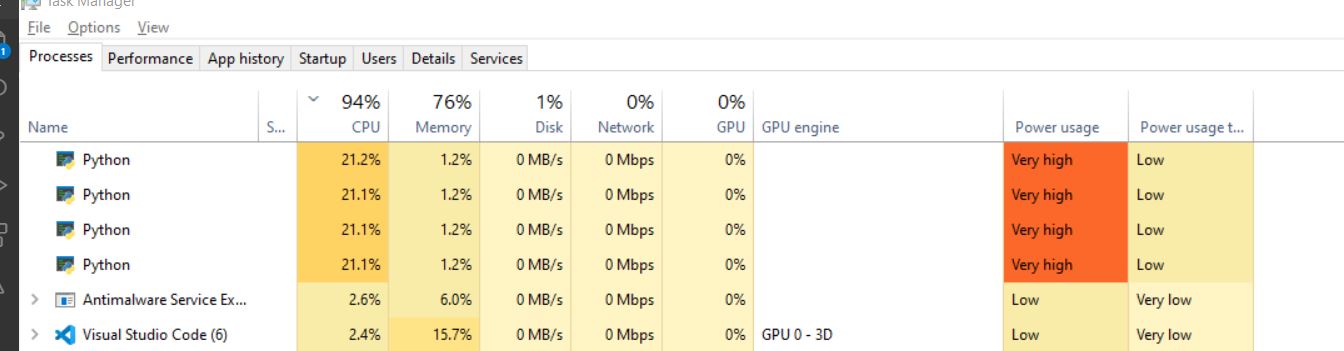 Task Manager
File Options View
1
Processes Performance App history Startup Users Details Services
94% 76% 1% 0% 0%
Name S... CPU Memory Disk Network GPU GPU engine Power usage Power usage t...
Python 21.2% 1.2% 0 MB/s 0 Mbps 0% Very high Low
Python 21.1% 1.2% 0 MB/s 0 Mbps 0% Very high Low
Python 21.1% 1.2% 0 MB/s 0 Mbps 0% Very high Low
Python 21.1% 1.2% 0 MB/s 0 Mbps 0% Very high Low
Antimalware Service Ex... 2.6% 6.0% 0 MB/s 0 Mbps 0% Low Very low
Visual Studio Code (6) 2.4% 15.7% 0 MB/s 0 Mbps 0% GPU 0 - 3D Low Very low